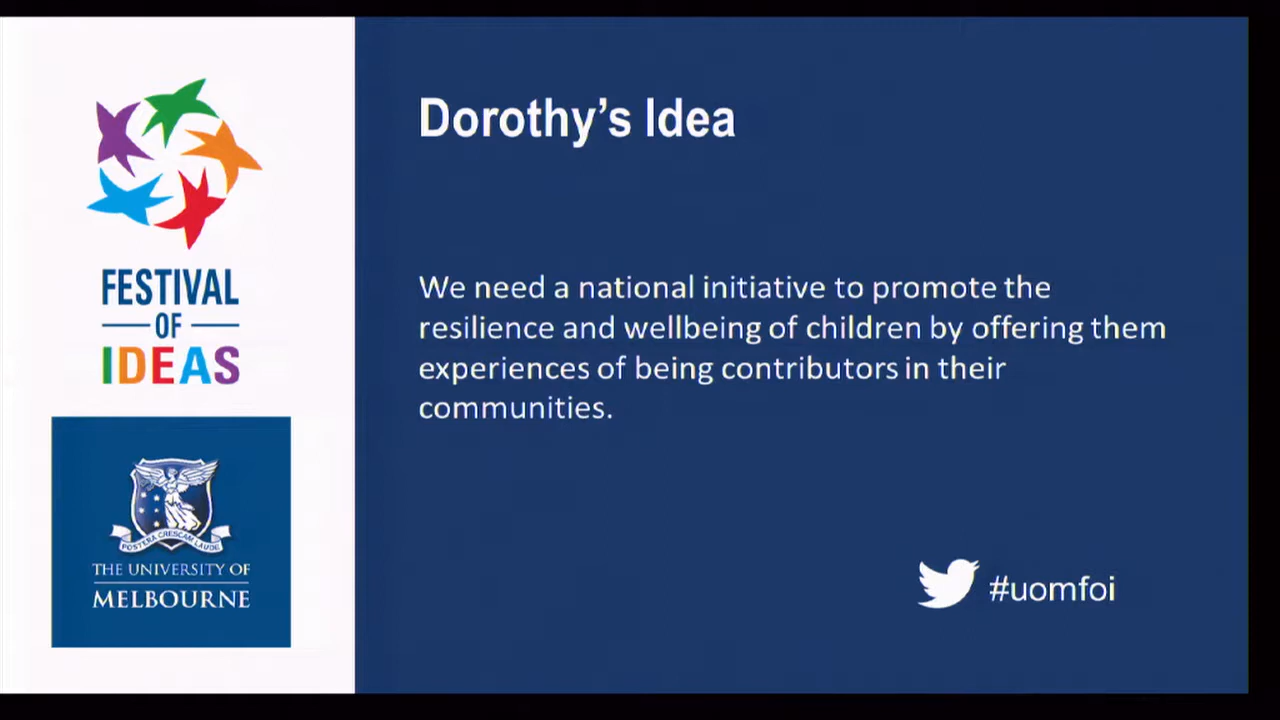 Dorothy's Idea
We need a national initiative to promote the
resilience and wellbeing of children by offering them
experiences of being contributors in their
communities.
#uomfoi
FESTIVAL
OF
IDEAS
POSTERA CRESCAM LAUDE
THE UNIVERSITY OF
MELBOURNE